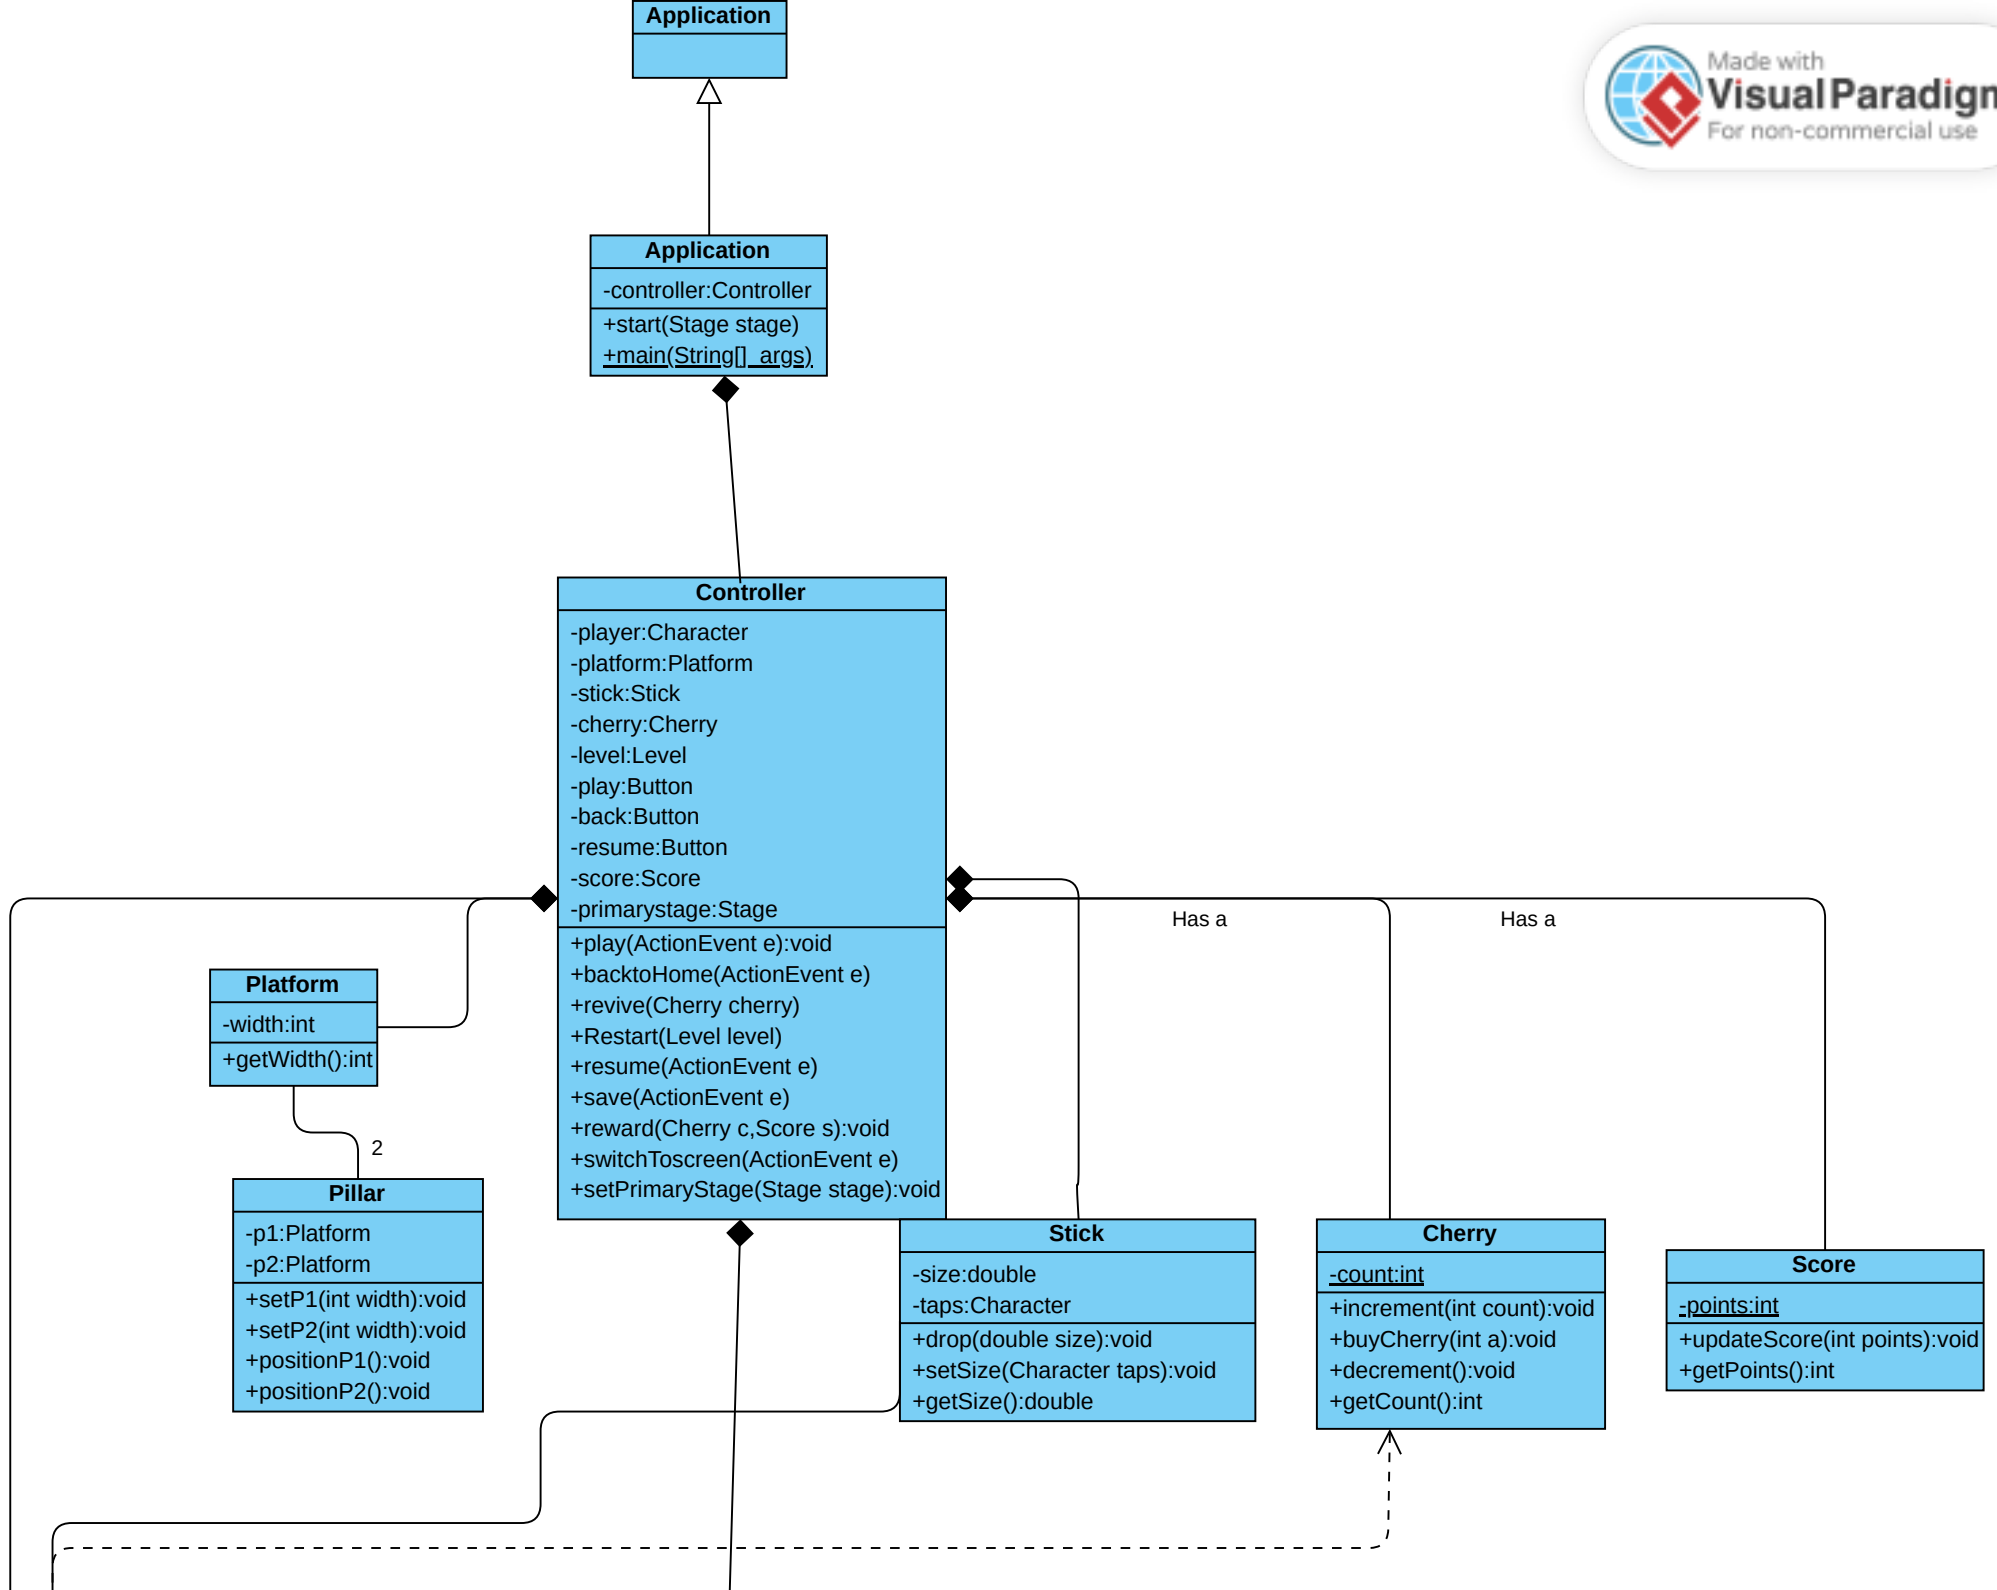 Application
Made with
Visual Paradigm
For non-commercial use
Application
-controller:Controller
+start(Stage stage)
+main(String[] args)
Controller
-player:Character
-platform:Platform
-stick:Stick
-cherry:Cherry
-level:Level
-play:Button
-back:Button
-resume:Button
-score:Score
-primarystage:Stage
+play(ActionEvent e):void
+backtoHome(ActionEvent e)
+revive(Cherry cherry)
+Restart(Level level)
+resume(ActionEvent e)
+save(ActionEvent e)
+reward(Cherry c,Score s):void
+switchToscreen(ActionEvent e)
+setPrimaryStage(Stage stage):void
Has a
Has a
Platform
-width:int
+getWidth():int
2
Pillar
-p1:Platform
-p2:Platform
+setP1(int width):void
+setP2(int width):void
+positionP1():void
+positionP2():void
Stick
-size:double
-taps:Character
+drop(double size):void
+setSize(Character taps):void
+getSize():double
Cherry
-count:int
+increment(int count):void
+buyCherry(int a):void
+decrement():void
+getCount():int
Score
-points:int
+updateScore(int points):void
+getPoints():int